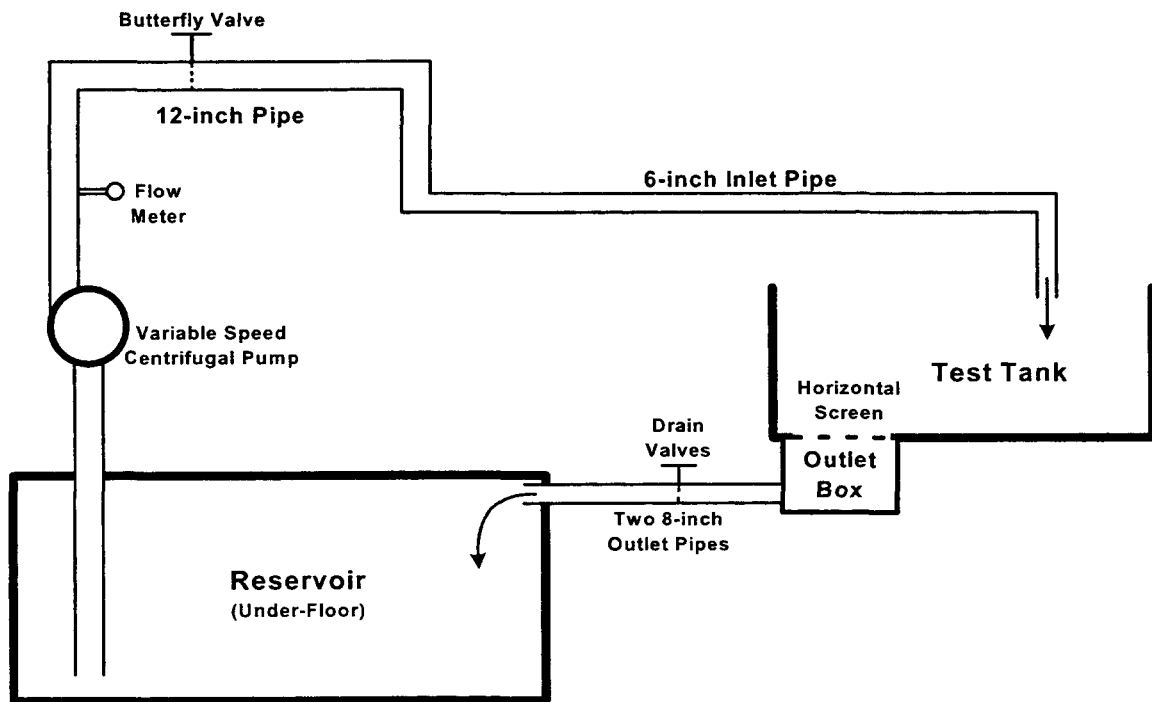 Butterfly Valve
12-inch Pipe
Flow
Meter
6-inch Inlet Pipe
Variable Speed
Centrifugal Pump
Test Tank
Horizontal
Screen
Drain
Valves
Outlet
Box
Two 8-inch
Outlet Pipes
Reservoir
(Under-Floor)